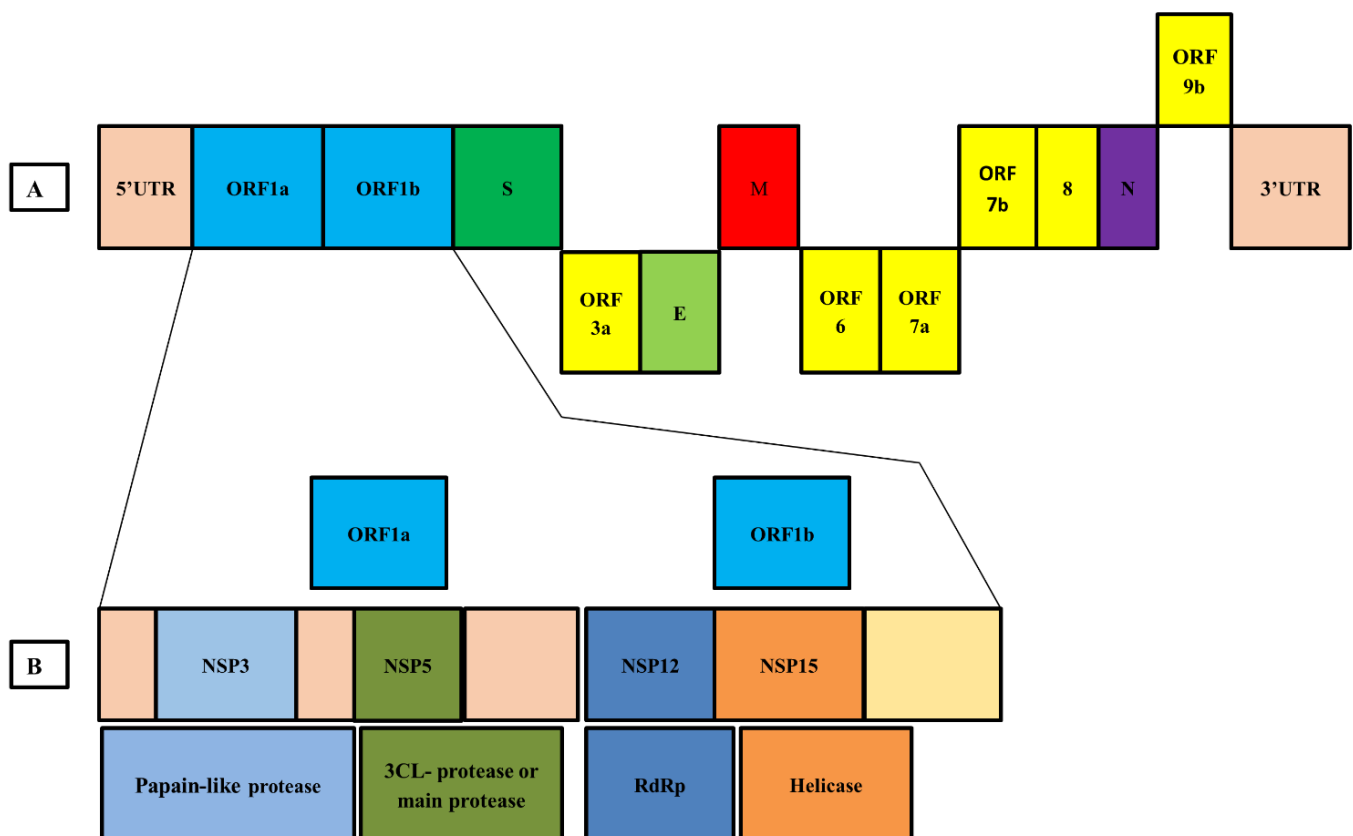 ORF
9b
A
5’UTR
ORF1a
ORF1b
S
M
ORF
7b
8
N
3’UTR
ORF
3a
E
ORF
6
ORF
7a
ORF1a
ORF1b
B
NSP3
NSP5
NSP12
NSP15
Papain-like protease
3CL- protease or
main protease
RdRp
Helicase